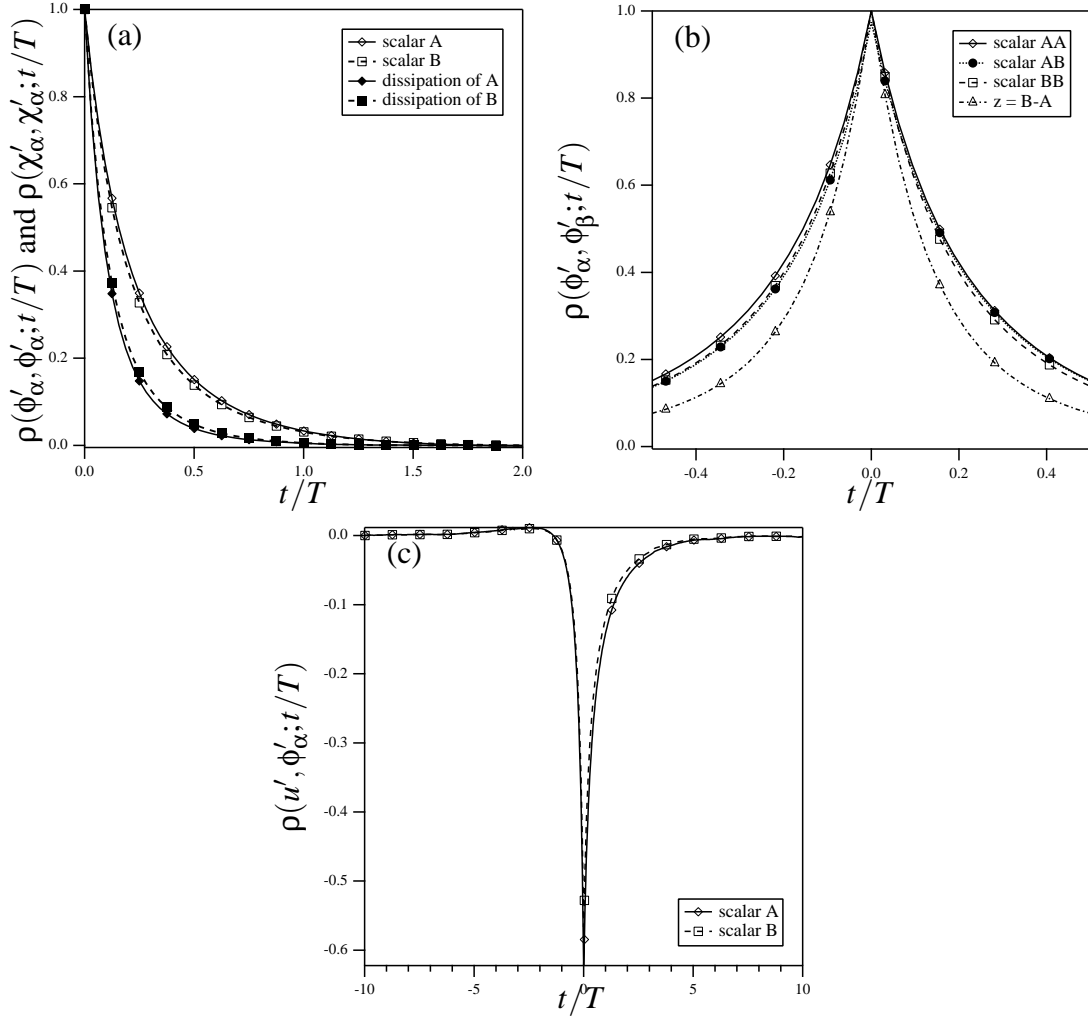 (a)
scalar A
scalar B
dissipation of A
dissipation of B
1.0
0.8
0.6
0.4
0.2
0.0
ρ(ϕ′α, ϕ′α; t/T) and ρ(χ′α, χ′α; t/T)
0.0 0.5 1.0 1.5 2.0
t/T
(b)
scalar AA
scalar AB
scalar BB
z = B-A
1.0
0.8
0.6
0.4
0.2
0.0
ρ(ϕ′α, ϕ′β; t/T)
-0.4 -0.2 0.0 0.2 0.4
t/T
(c)
0.0
-0.1
-0.2
-0.3
-0.4
-0.5
-0.6
ρ(u′, ϕ′α; t/T)
scalar A
scalar B
-10 -5 0 5 10
t/T